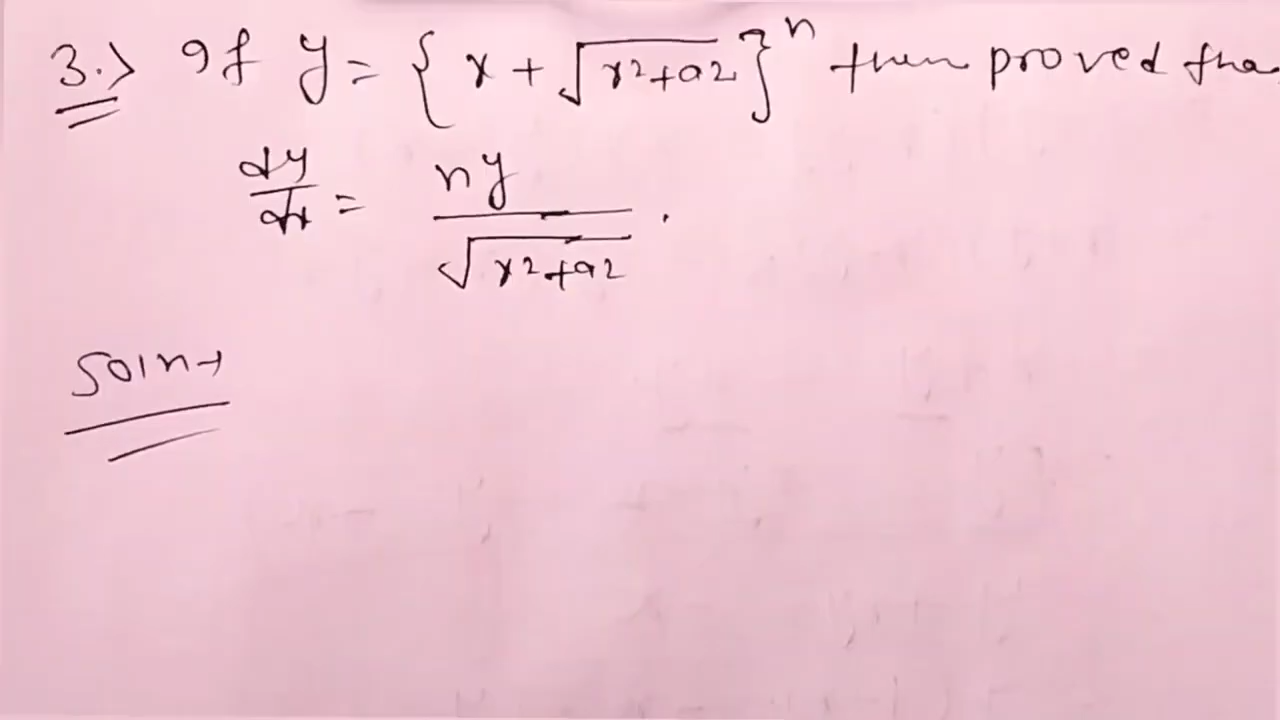 3.> If y = { x + √x²+a² }ⁿ then proved tha
dy/dx = ny/√x²+a² .
Soln→